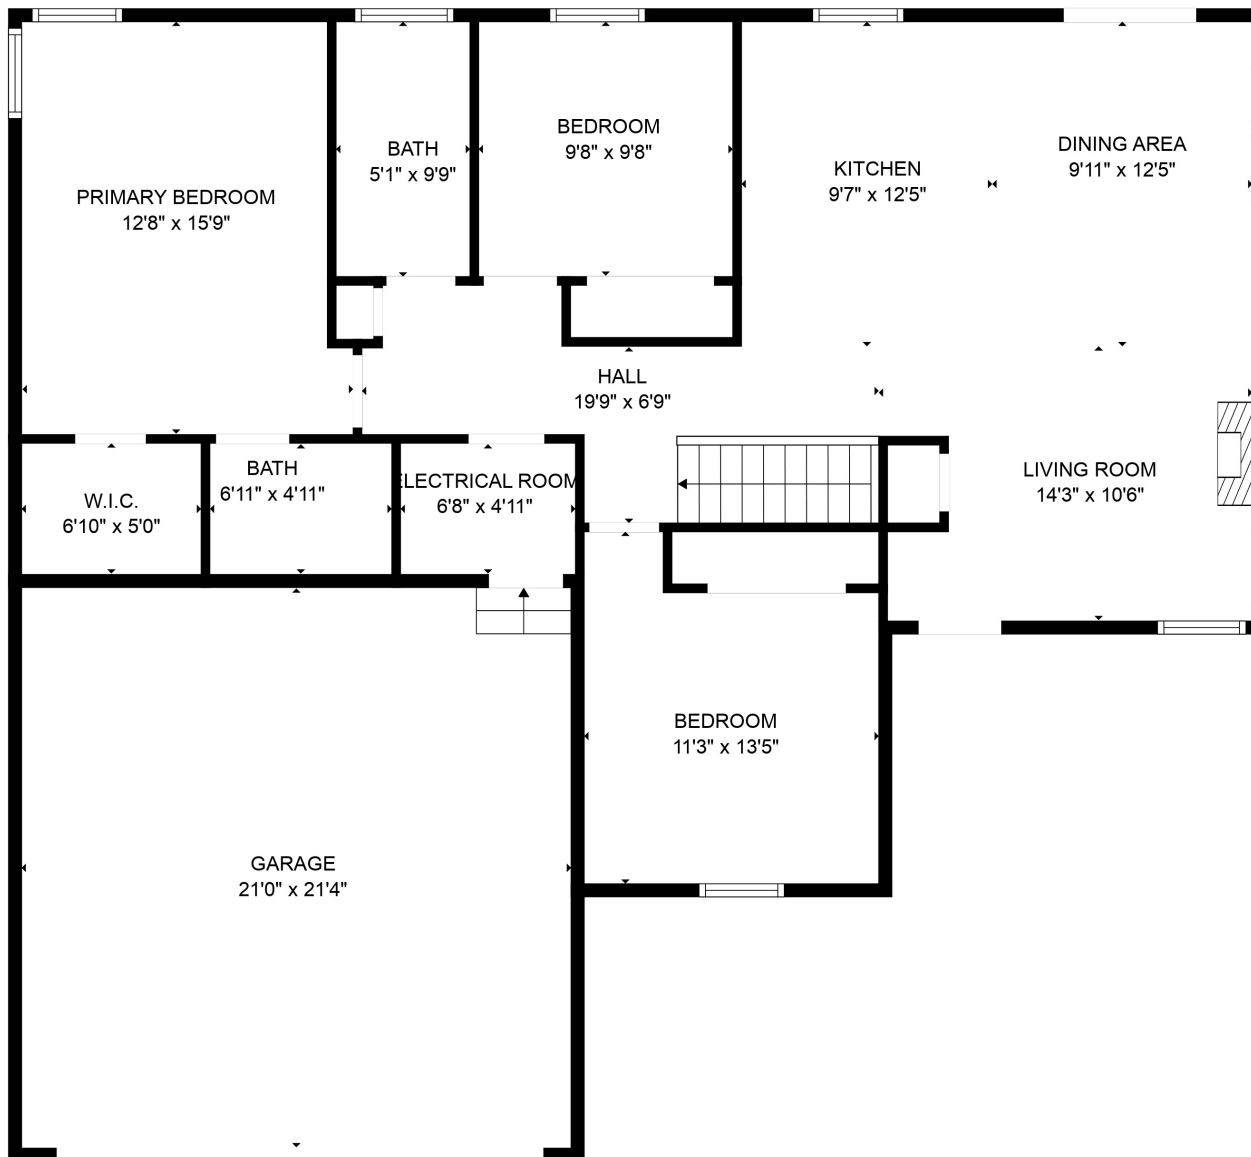 BEDROOM
9'8" x 9'8"
BATH
5'1" x 9'9"
DINING AREA
9'11" x 12'5"
KITCHEN
9'7" x 12'5"
PRIMARY BEDROOM
12'8" x 15'9"
HALL
19'9" x 6'9"
LIVING ROOM
14'3" x 10'6"
BATH
6'11" x 4'11"
ELECTRICAL ROOM
6'8" x 4'11"
W.I.C.
6'10" x 5'0"
BEDROOM
11'3" x 13'5"
GARAGE
21'0" x 21'4"